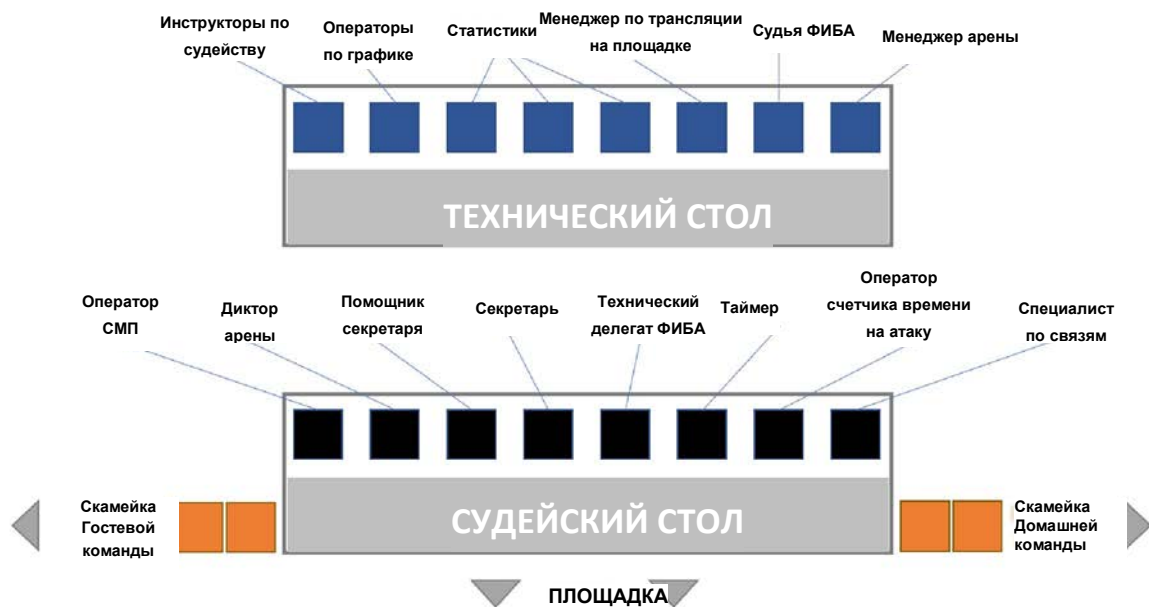 Инструкторы по
судейству
Операторы
по графике
Статистики
Менеджер по трансляции
на площадке
Судья ФИБА
Менеджер арены
ТЕХНИЧЕСКИЙ СТОЛ
Оператор
СМП
Диктор
арены
Помощник
секретаря
Секретарь
Технический
делегат ФИБА
Таймер
Оператор
счетчика времени
на атаку
Специалист
по связям
Скамейка
Гостевой
команды
СУДЕЙСКИЙ СТОЛ
Скамейка
Домашней
команды
ПЛОЩАДКА